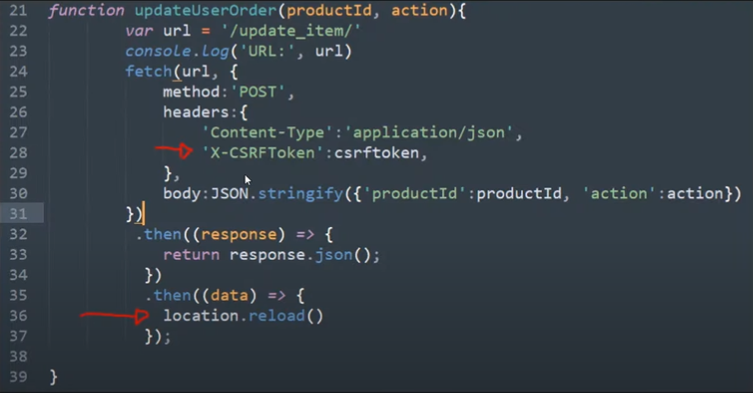 21 function updateUserOrder(productId, action){
22 var url = '/update_item/'
23 console.log('URL:', url)
24 fetch(url, {
25 method:'POST',
26 headers:{
27 'Content-Type':'application/json',
28 'X-CSRFToken':csrftoken,
29 },
30 body:JSON.stringify({'productId':productId, 'action':action})
31 })
32 .then((response) => {
33 return response.json();
34 })
35 .then((data) => {
36 location.reload()
37 });
38
39 }